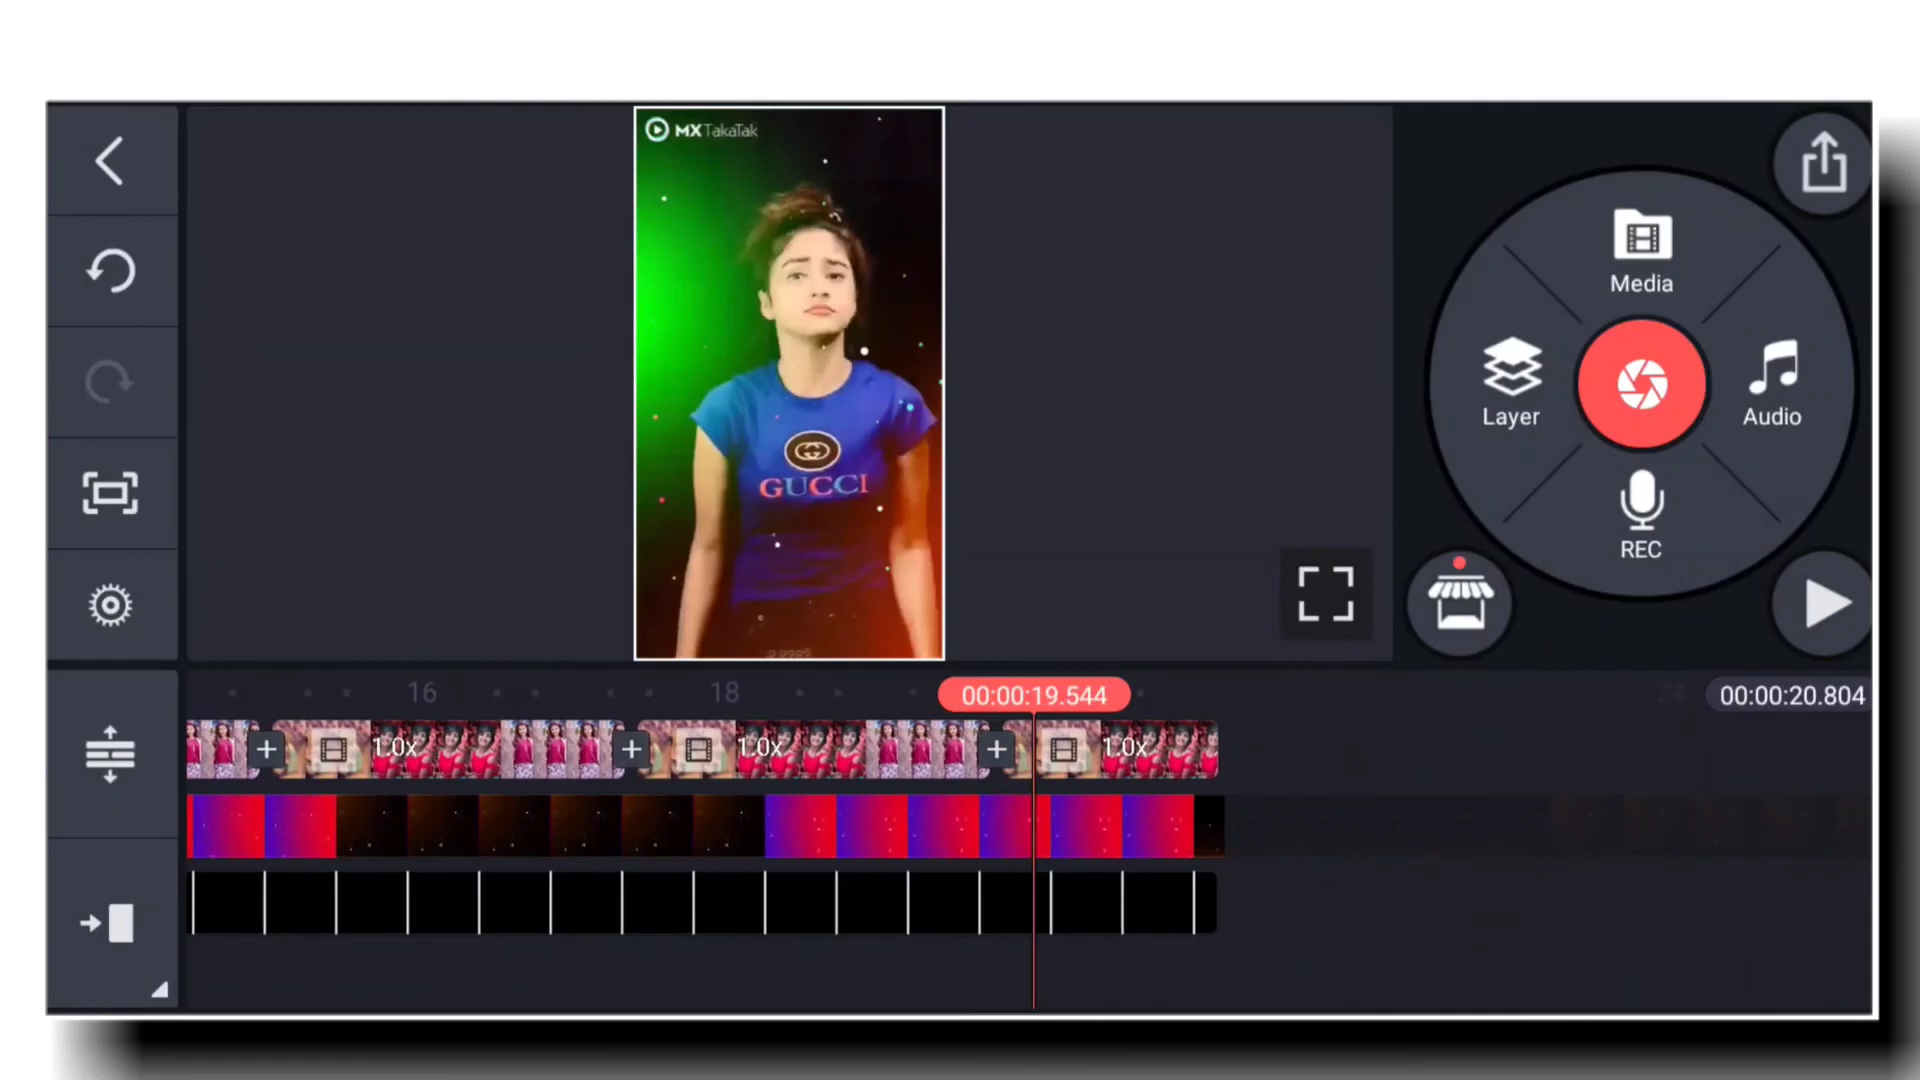 MX TakaTak
GUCCI
Media
Layer
Audio
REC
16
18
00:00:19.544
24
00:00:20.804
1.0x
1.0x
1.0x